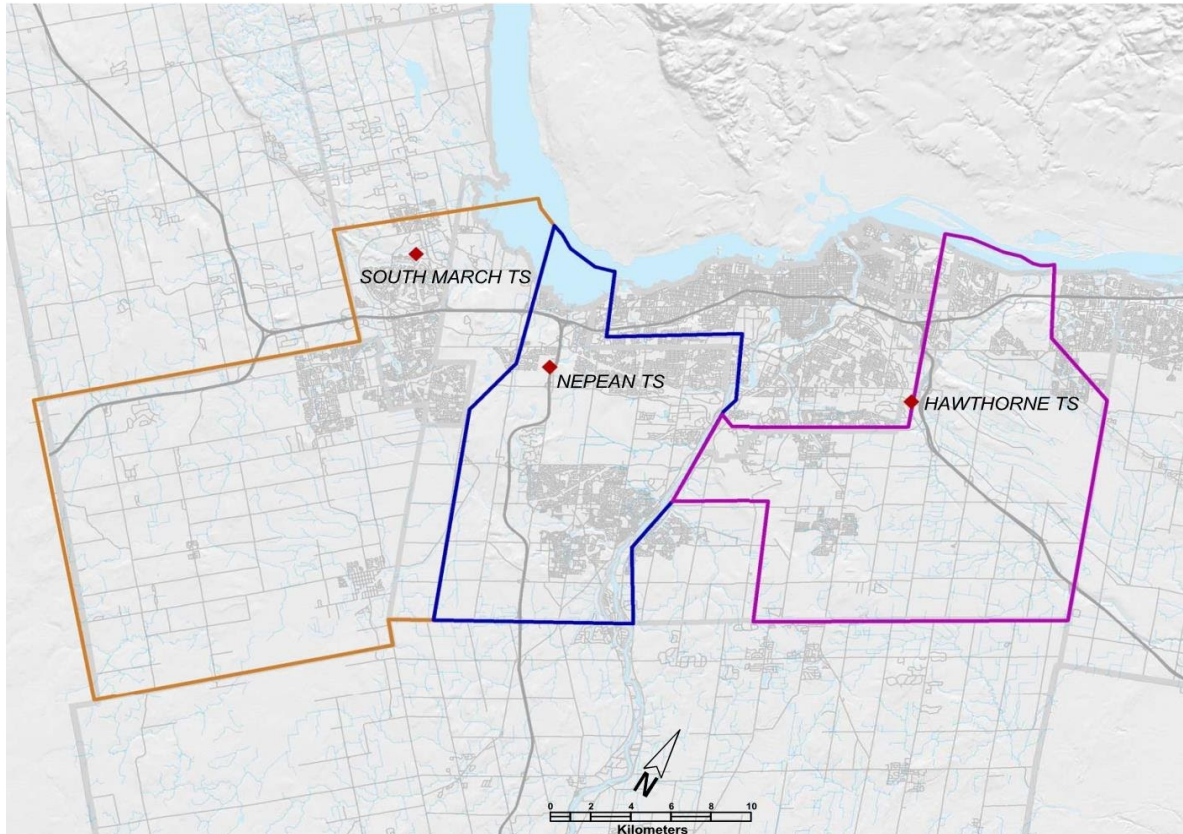 SOUTH MARCH TS
NEPEAN TS
HAWTHORNE TS
N
0 2 4 6 8 10
Kilometers